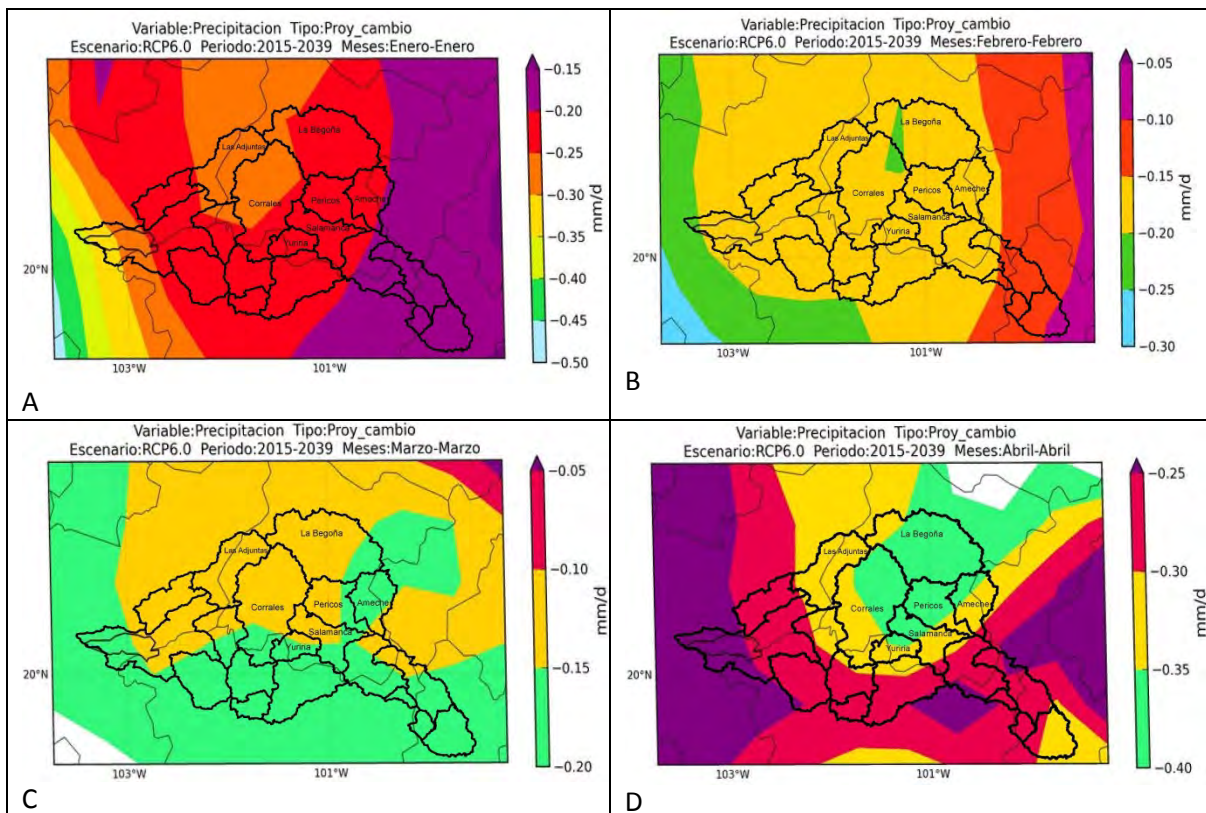 Variable:Precipitacion Tipo:Proy_cambio
Escenario:RCP6.0 Periodo:2015-2039 Meses:Enero-Enero
La Begoña
Las Adjuntas
Corrales
Pericos
Ameche
Salamanca
Yuriria
20°N
103°W
101°W
−0.15
−0.20
−0.25
−0.30
−0.35
−0.40
−0.45
−0.50
mm/d
A
Variable:Precipitacion Tipo:Proy_cambio
Escenario:RCP6.0 Periodo:2015-2039 Meses:Febrero-Febrero
La Begoña
Las Adjuntas
Corrales
Pericos
Ameche
Salamanca
Yuriria
20°N
103°W
101°W
−0.05
−0.10
−0.15
−0.20
−0.25
−0.30
mm/d
B
Variable:Precipitacion Tipo:Proy_cambio
Escenario:RCP6.0 Periodo:2015-2039 Meses:Marzo-Marzo
La Begoña
Las Adjuntas
Corrales
Pericos
Ameche
Salamanca
Yuriria
20°N
103°W
101°W
−0.05
−0.10
−0.15
−0.20
mm/d
C
Variable:Precipitacion Tipo:Proy_cambio
Escenario:RCP6.0 Periodo:2015-2039 Meses:Abril-Abril
La Begoña
Las Adjuntas
Corrales
Pericos
Ameche
Salamanca
Yuriria
20°N
103°W
101°W
−0.25
−0.30
−0.35
−0.40
mm/d
D